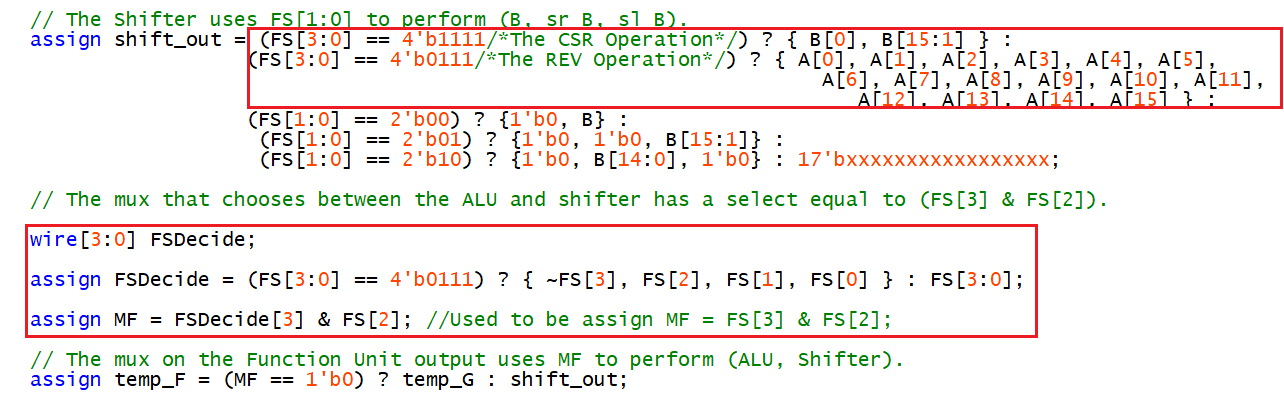 // The Shifter uses FS[1:0] to perform (B, sr B, sl B).
assign shift_out = (FS[3:0] == 4'b1111/*The CSR Operation*/) ? { B[0], B[15:1] } :
(FS[3:0] == 4'b0111/*The REV Operation*/) ? { A[0], A[1], A[2], A[3], A[4], A[5],
A[6], A[7], A[8], A[9], A[10], A[11],
A[12], A[13], A[14], A[15] } :
(FS[1:0] == 2'b00) ? {1'b0, B} :
(FS[1:0] == 2'b01) ? {1'b0, 1'b0, B[15:1]} :
(FS[1:0] == 2'b10) ? {1'b0, B[14:0], 1'b0} : 17'bxxxxxxxxxxxxxxxxx;
// The mux that chooses between the ALU and shifter has a select equal to (FS[3] & FS[2]).
wire[3:0] FSDecide;
assign FSDecide = (FS[3:0] == 4'b0111) ? { ~FS[3], FS[2], FS[1], FS[0] } : FS[3:0];
assign MF = FSDecide[3] & FS[2]; //Used to be assign MF = FS[3] & FS[2];
// The mux on the Function Unit output uses MF to perform (ALU, Shifter).
assign temp_F = (MF == 1'b0) ? temp_G : shift_out;